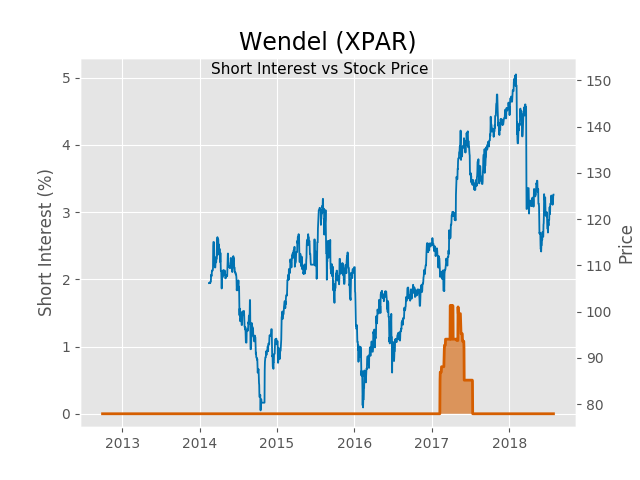 Wendel (XPAR)
Short Interest vs Stock Price
Short Interest (%)
5
4
3
2
1
0
150
140
130
120
110
100
90
80
Price
2013 2014 2015 2016 2017 2018